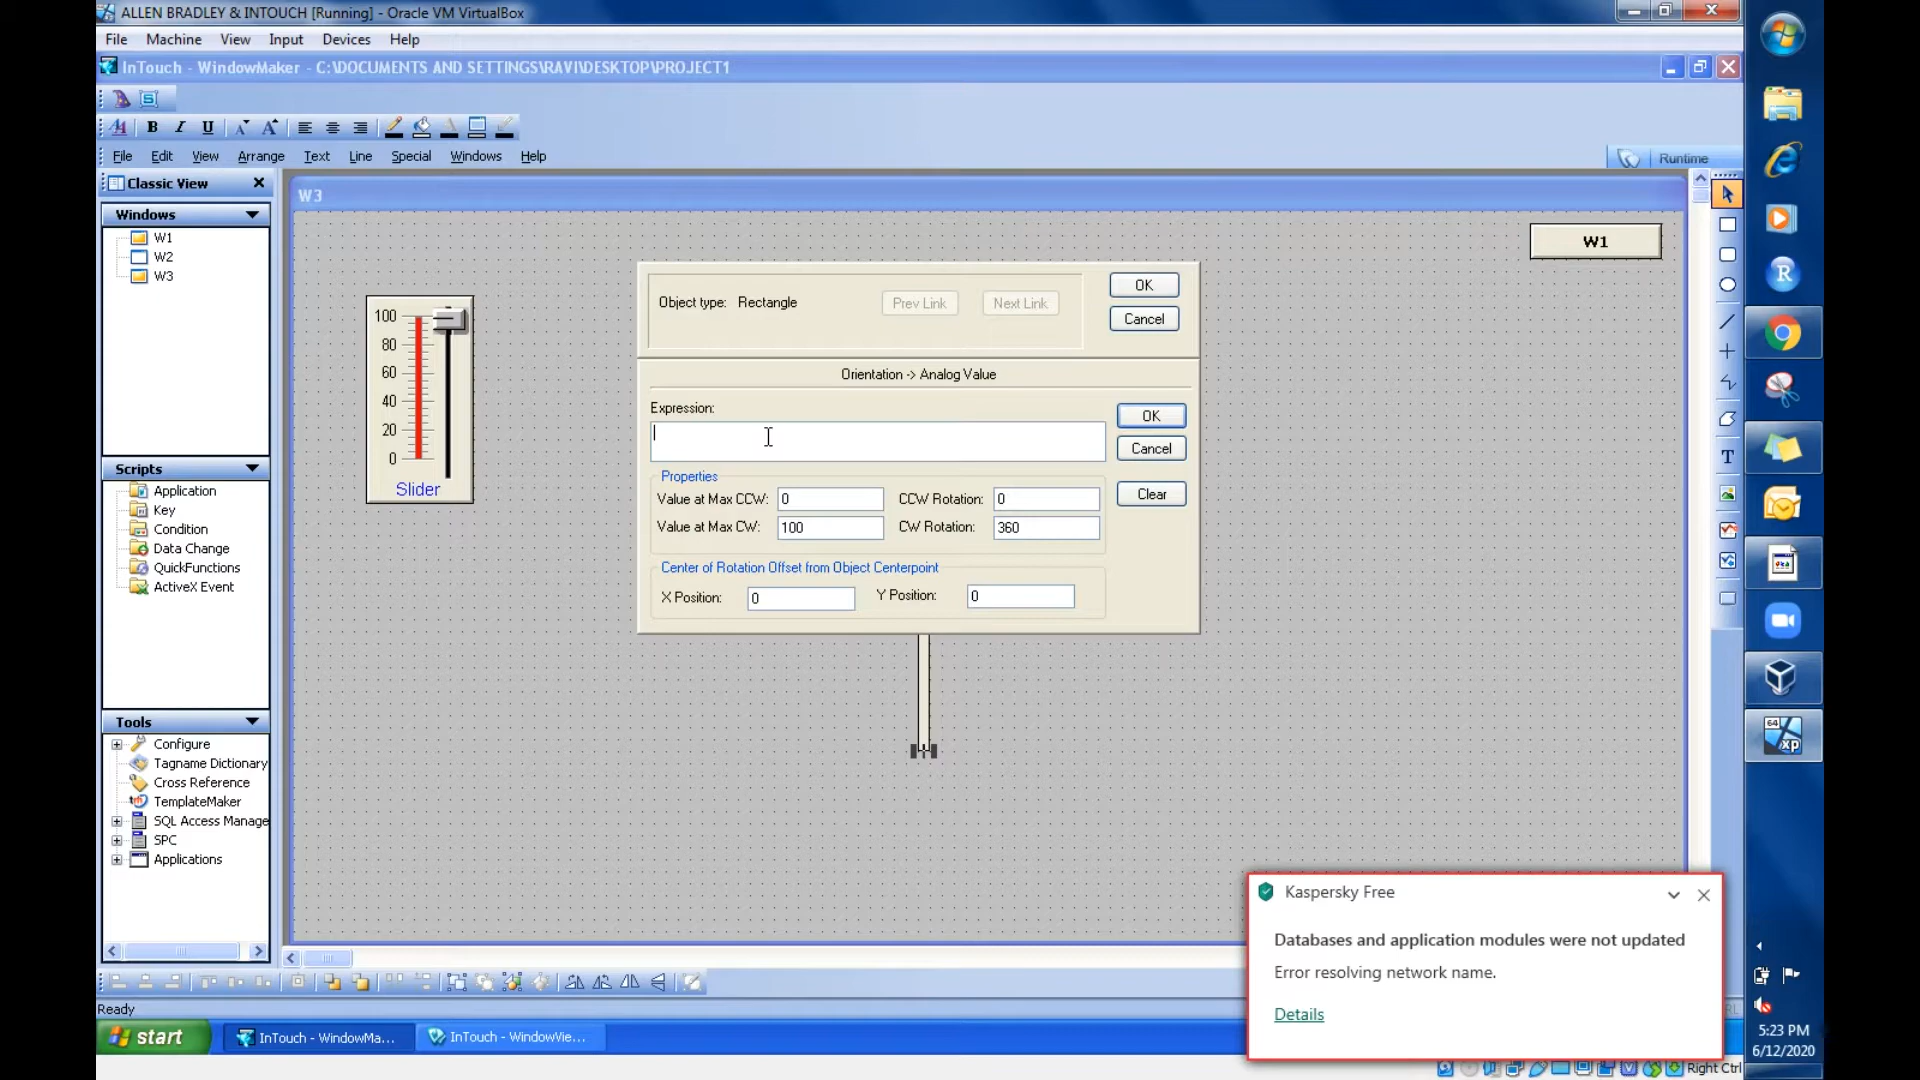 ALLEN BRADLEY & INTOUCH [Running] - Oracle VM VirtualBox
File Machine View Input Devices Help
InTouch - WindowMaker - C:\DOCUMENTS AND SETTINGS\RAVI\DESKTOP\PROJECT1
B I U A A
File Edit View Arrange Text Line Special Windows Help
Runtime
Classic View
W3
Windows
W1
W2
W3
W1
100
80
60
40
20
0
Slider
Object type: Rectangle
Prev Link
Next Link
OK
Cancel
Orientation -> Analog Value
Expression:
OK
Cancel
Clear
Properties
Value at Max CCW: 0
CCW Rotation: 0
Value at Max CW: 100
CW Rotation: 360
Center of Rotation Offset from Object Centerpoint
X Position: 0
Y Position: 0
Scripts
Application
Key
Condition
Data Change
QuickFunctions
ActiveX Event
Tools
Configure
Tagname Dictionary
Cross Reference
TemplateMaker
SQL Access Manage
SPC
Applications
Ready
start
InTouch - WindowMa...
InTouch - WindowVie...
Kaspersky Free
Databases and application modules were not updated
Error resolving network name.
Details
Right Ctrl
64
xp
5:23 PM
6/12/2020